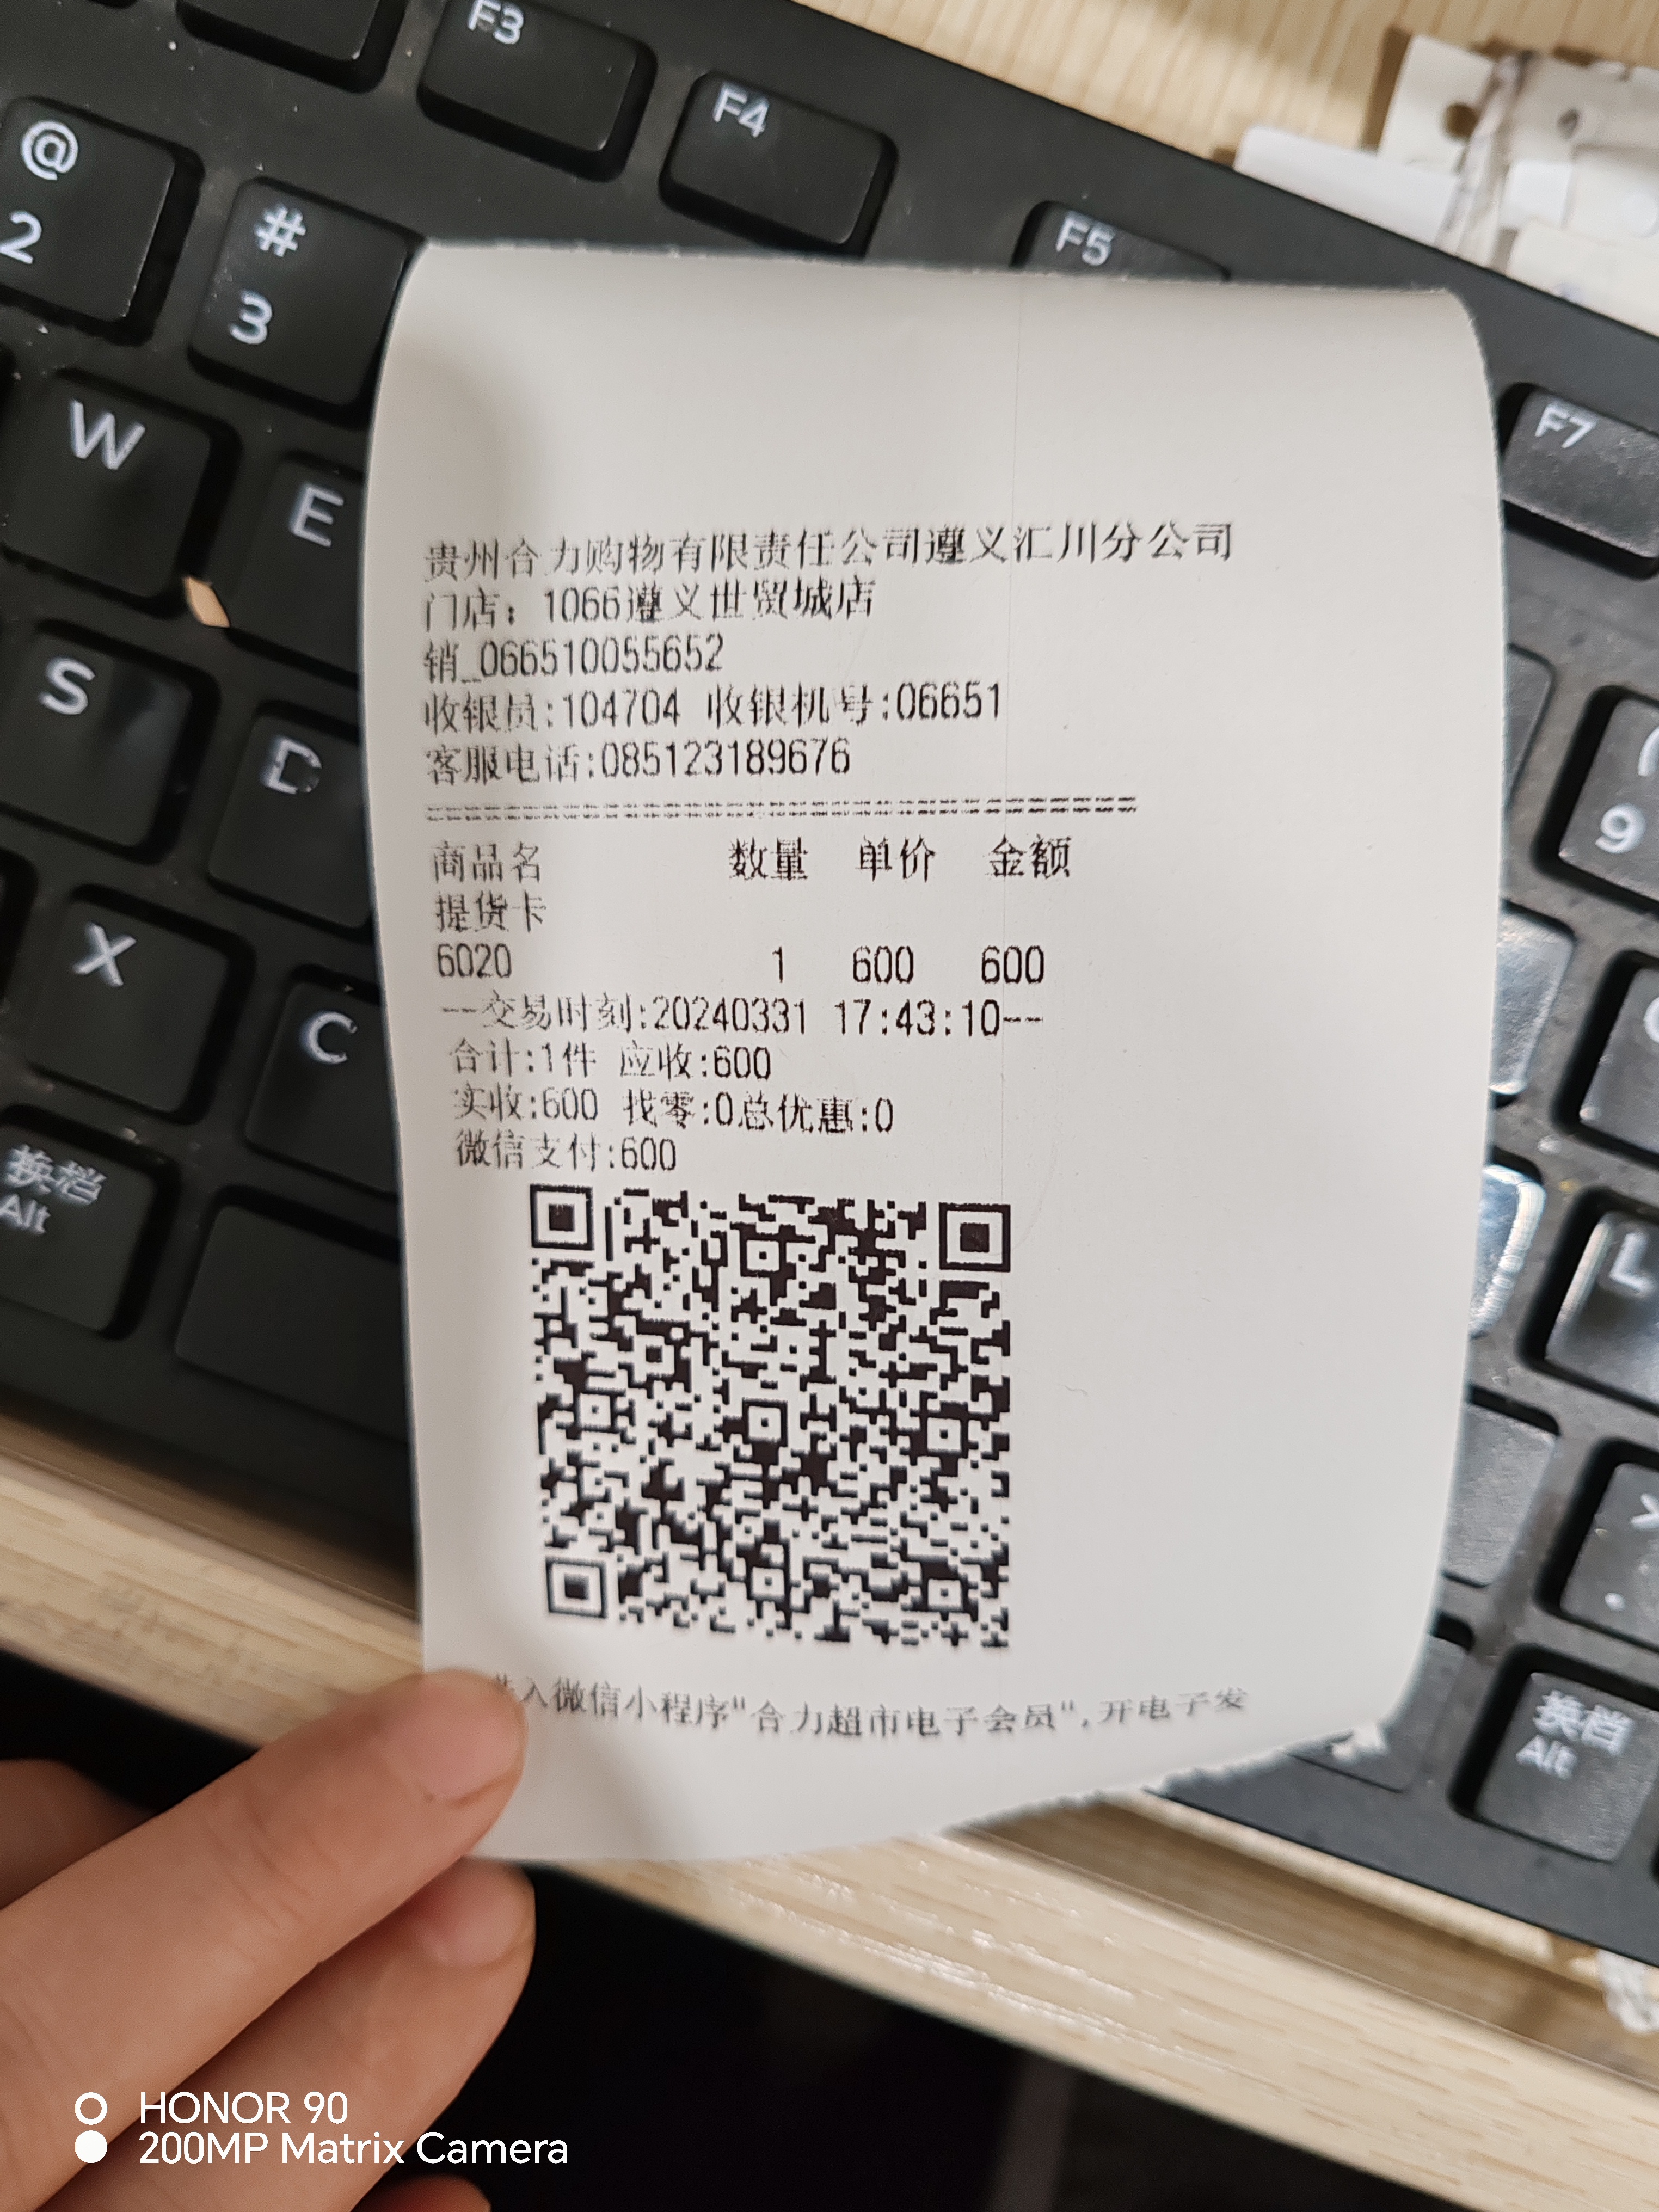 F3
F4
F5
F7
@
2
#
3
W
E
S
D
X
C
换档
Alt
(
9
L
换档
Alt
贵州合力购物有限责任公司遵义汇川分公司
门店：1066遵义世贸城店
销_066510055652
收银员:104704 收银机号:06651
客服电话:085123189676
商品名 数量 单价 金额
提货卡
6020 1 600 600
--交易时刻:20240331 17:43:10--
合计:1件 应收:600
实收:600 找零:0总优惠:0
微信支付:600
入微信小程序"合力超市电子会员",开电子发
HONOR 90
200MP Matrix Camera